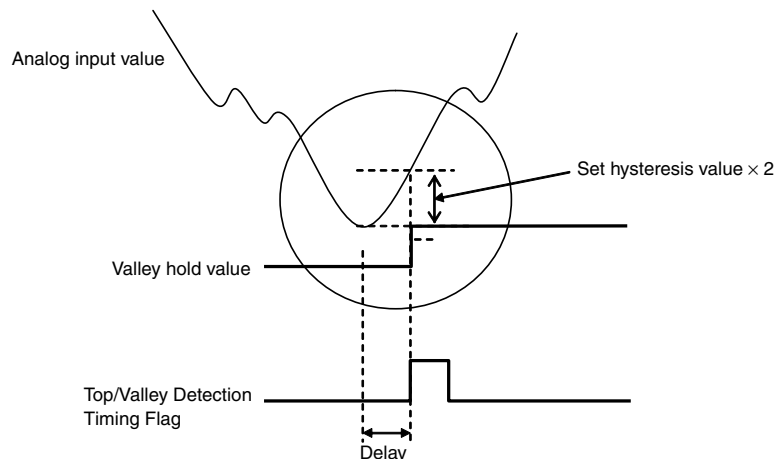 Analog input value
Set hysteresis value × 2
Valley hold value
Top/Valley Detection
Timing Flag
Delay